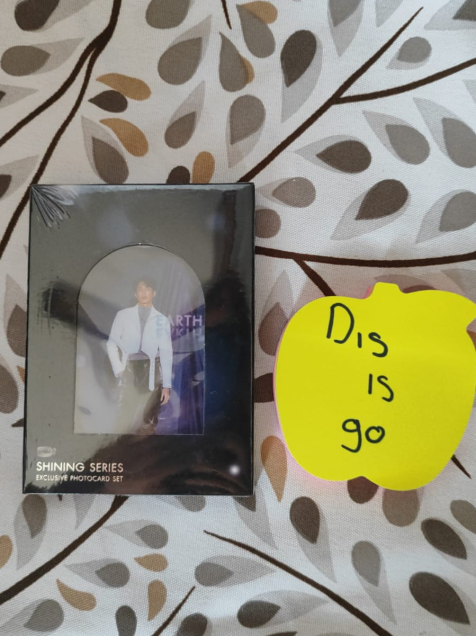 EARTH
SHINING SERIES
EXCLUSIVE PHOTOCARD SET
Dis
is
go